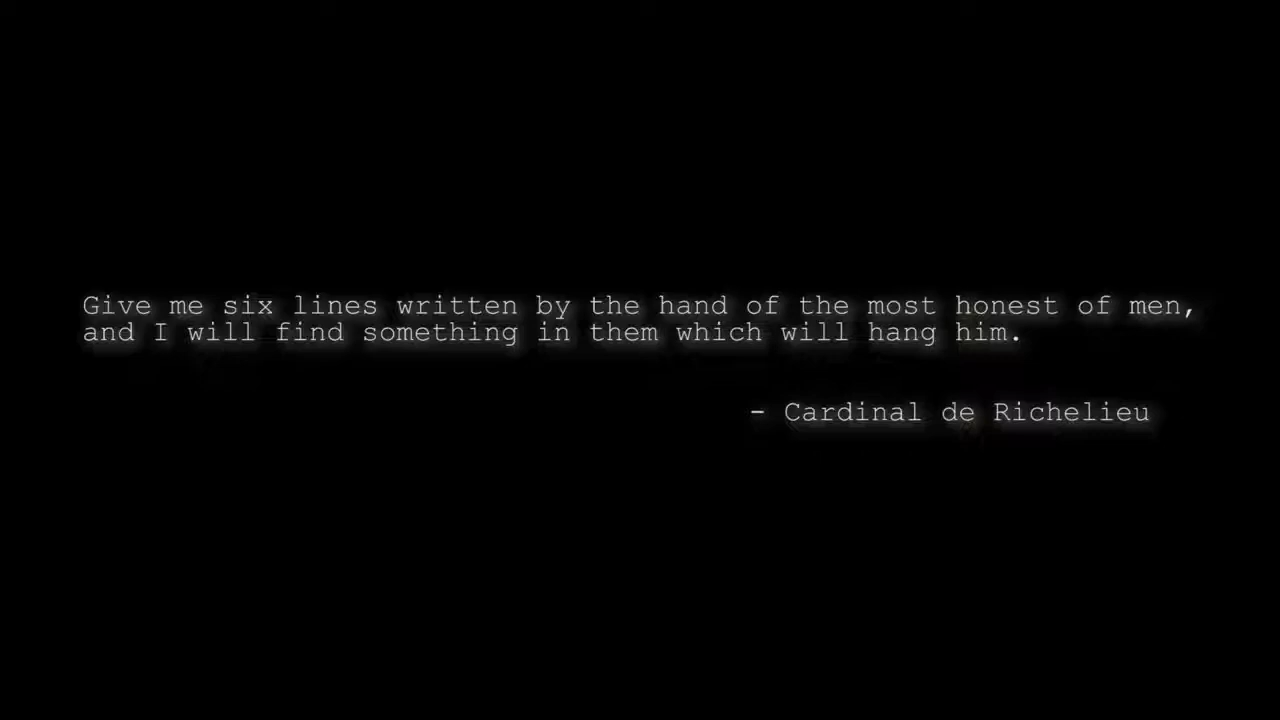 Give me six lines written by the hand of the most honest of men,
and I will find something in them which will hang him.
- Cardinal de Richelieu